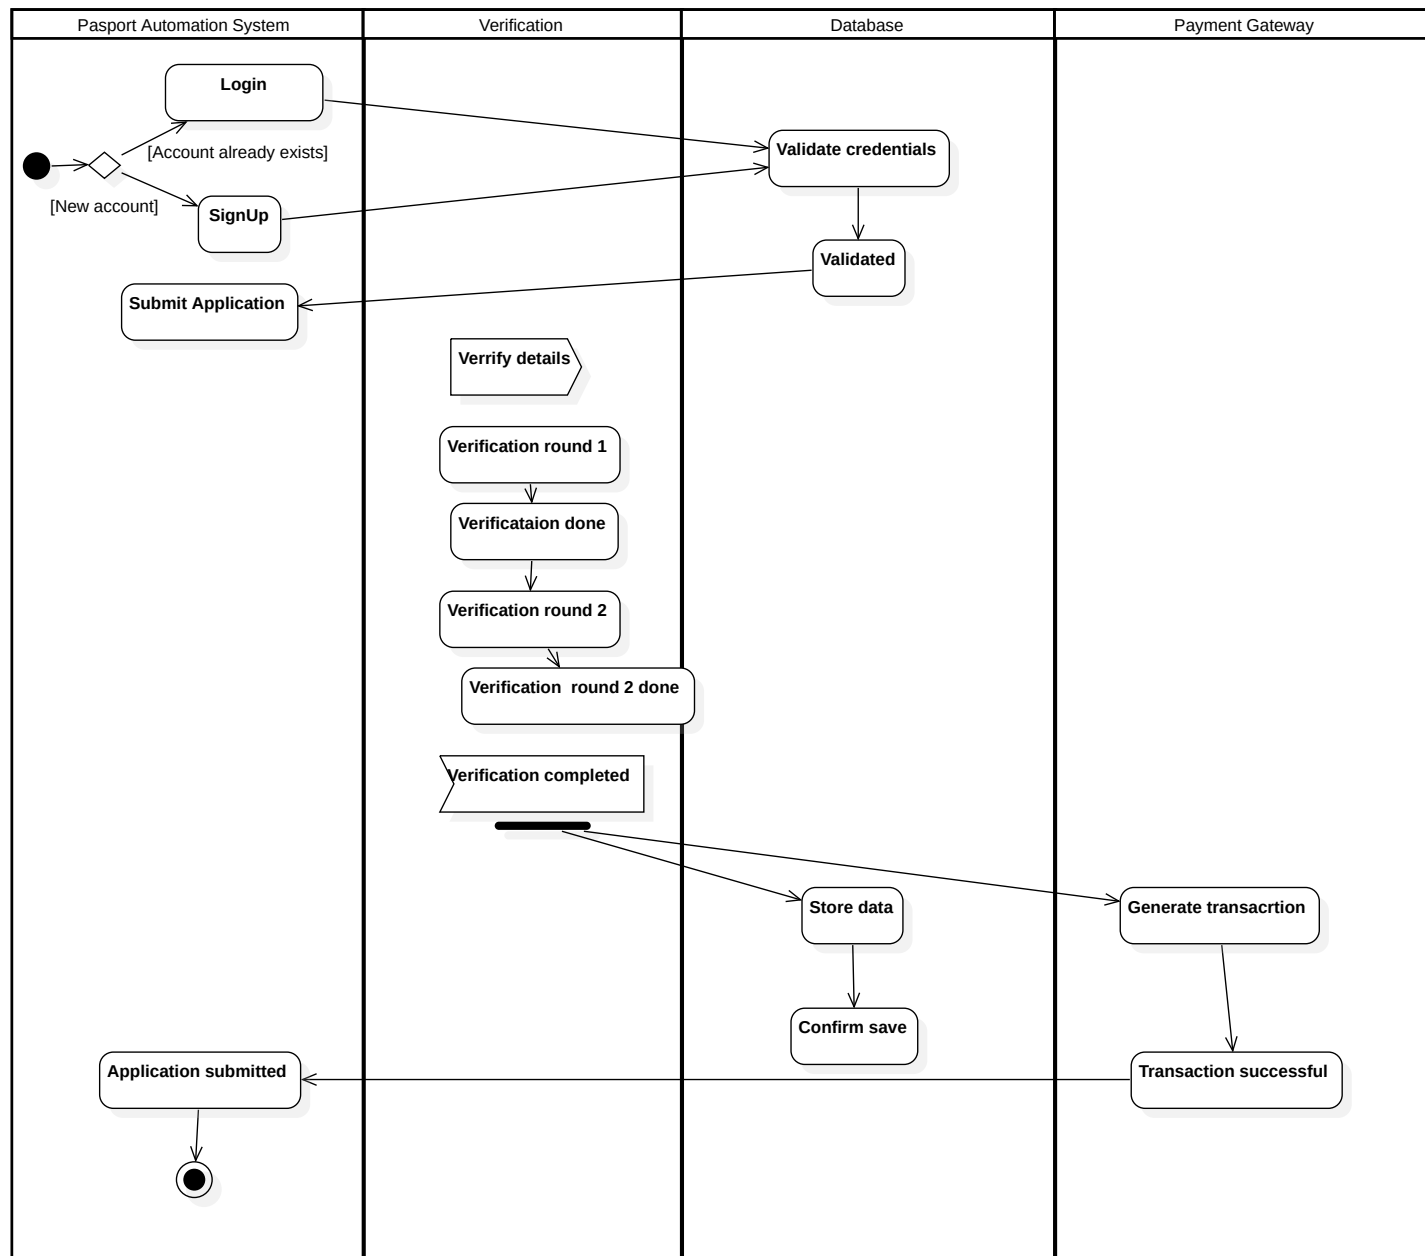 Pasport Automation System
Verification
Database
Payment Gateway
Login
Validate credentials
[Account already exists]
[New account]
SignUp
Validated
Submit Application
Verrify details
Verification round 1
Verificataion done
Verification round 2
Verification  round 2 done
Verification completed
Store data
Generate transacrtion
Confirm save
Application submitted
Transaction successful